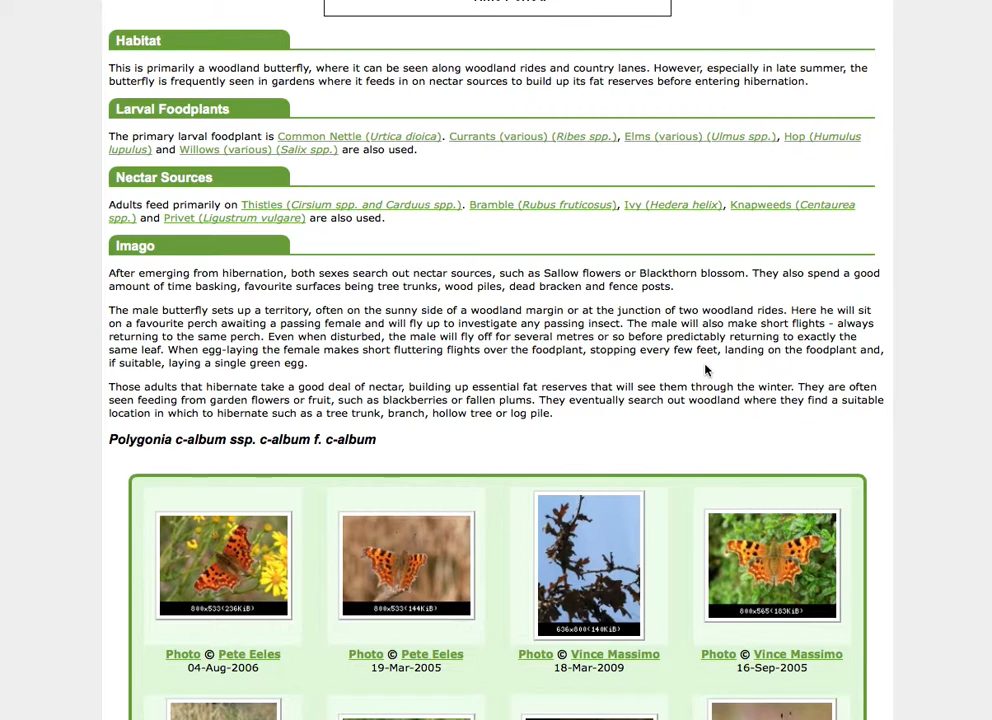 Habitat
This is primarily a woodland butterfly, where it can be seen along woodland rides and country lanes. However, especially in late summer, the
butterfly is frequently seen in gardens where it feeds in on nectar sources to build up its fat reserves before entering hibernation.
Larval Foodplants
The primary larval foodplant is Common Nettle (Urtica dioica). Currants (various) (Ribes spp.), Elms (various) (Ulmus spp.), Hop (Humulus
lupulus) and Willows (various) (Salix spp.) are also used.
Nectar Sources
Adults feed primarily on Thistles (Cirsium spp. and Carduus spp.). Bramble (Rubus fruticosus), Ivy (Hedera helix), Knapweeds (Centaurea
spp.) and Privet (Ligustrum vulgare) are also used.
Imago
After emerging from hibernation, both sexes search out nectar sources, such as Sallow flowers or Blackthorn blossom. They also spend a good
amount of time basking, favourite surfaces being tree trunks, wood piles, dead bracken and fence posts.
The male butterfly sets up a territory, often on the sunny side of a woodland margin or at the junction of two woodland rides. Here he will sit
on a favourite perch awaiting a passing female and will fly up to investigate any passing insect. The male will also make short flights - always
returning to the same perch. Even when disturbed, the male will fly off for several metres or so before predictably returning to exactly the
same leaf. When egg-laying the female makes short fluttering flights over the foodplant, stopping every few feet, landing on the foodplant and,
if suitable, laying a single green egg.
Those adults that hibernate take a good deal of nectar, building up essential fat reserves that will see them through the winter. They are often
seen feeding from garden flowers or fruit, such as blackberries or fallen plums. They eventually search out woodland where they find a suitable
location in which to hibernate such as a tree trunk, branch, hollow tree or log pile.
Polygonia c-album ssp. c-album f. c-album
800x533(236KiB)
800x533(144KiB)
636x800(140KiB)
800x565(183KiB)
Photo © Pete Eeles
Photo © Pete Eeles
Photo © Vince Massimo
Photo © Vince Massimo
04-Aug-2006
19-Mar-2005
18-Mar-2009
16-Sep-2005